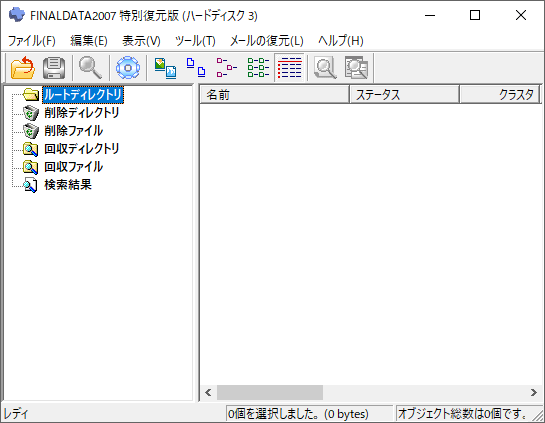 FINALDATA2007 特別復元版 (ハードディスク 3)
ファイル(F) 編集(E) 表示(V) ツール(T) メールの復元(L) ヘルプ(H)
ルートディレクトリ
削除ディレクトリ
削除ファイル
回収ディレクトリ
回収ファイル
検索結果
名前 ステータス クラスタ
レディ 0個を選択しました。(0 bytes) オブジェクト総数は0個です。